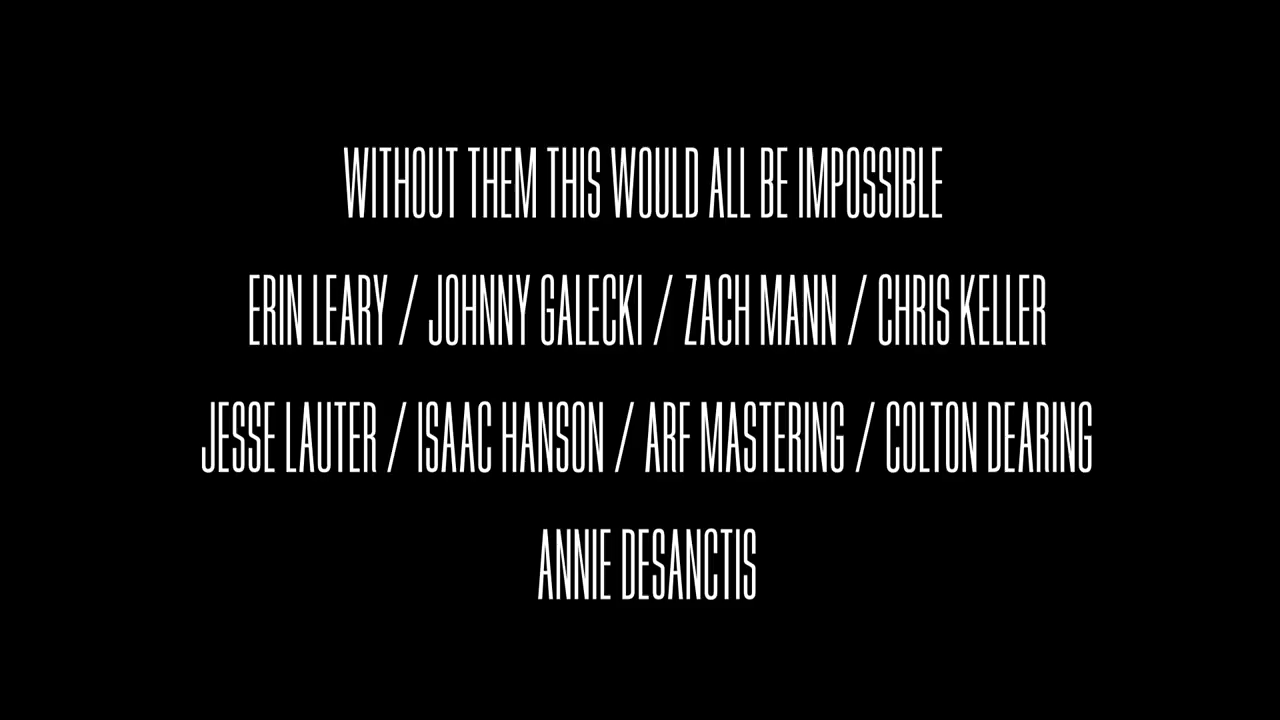 WITHOUT THEM THIS WOULD ALL BE IMPOSSIBLE
ERIN LEARY / JOHNNY GALECKI / ZACH MANN / CHRIS KELLER
JESSE LAUTER / ISAAC HANSON / ARF MASTERING / COLTON DEARING
ANNIE DESANCTIS